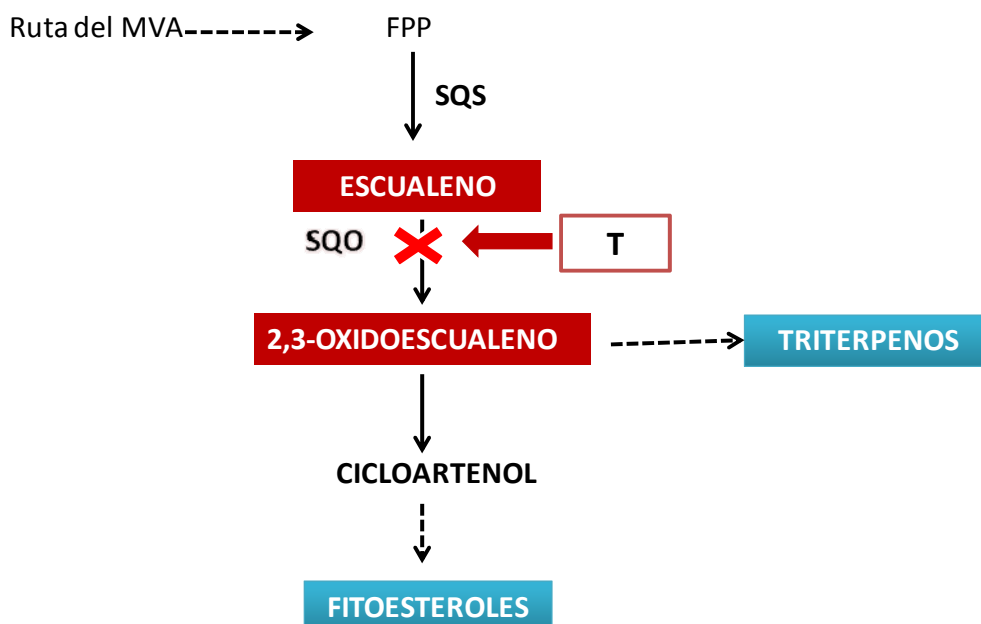 Ruta del MVA
FPP
SQS
ESCUALENO
SQO
T
2,3-OXIDOESCUALENO
TRITERPENOS
CICLOARTENOL
FITOESTEROLES